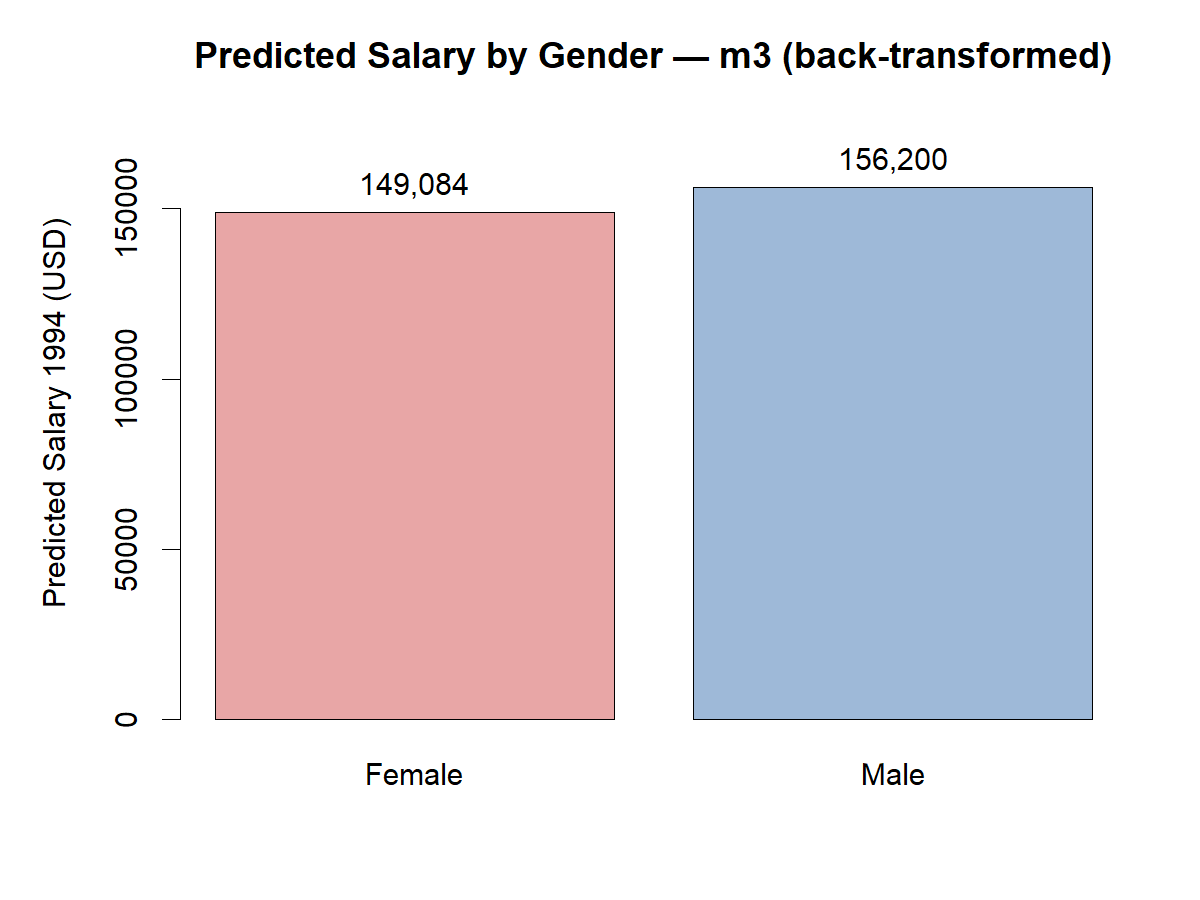 Predicted Salary by Gender — m3 (back-transformed)
Predicted Salary 1994 (USD)
150000
100000
50000
0
149,084
156,200
Female
Male